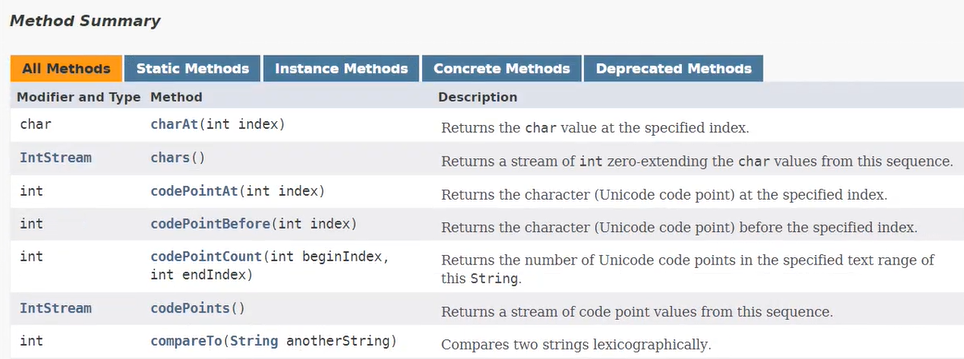 Method Summary
All Methods Static Methods Instance Methods Concrete Methods Deprecated Methods
Modifier and Type Method Description
char charAt(int index) Returns the char value at the specified index.
IntStream chars() Returns a stream of int zero-extending the char values from this sequence.
int codePointAt(int index) Returns the character (Unicode code point) at the specified index.
int codePointBefore(int index) Returns the character (Unicode code point) before the specified index.
int codePointCount(int beginIndex, Returns the number of Unicode code points in the specified text range of
int endIndex) this String.
IntStream codePoints() Returns a stream of code point values from this sequence.
int compareTo(String anotherString) Compares two strings lexicographically.